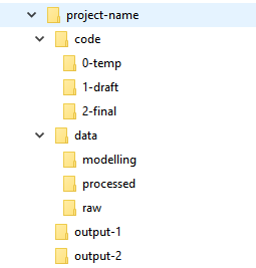 project-name
code
0-temp
1-draft
2-final
data
modelling
processed
raw
output-1
output-2